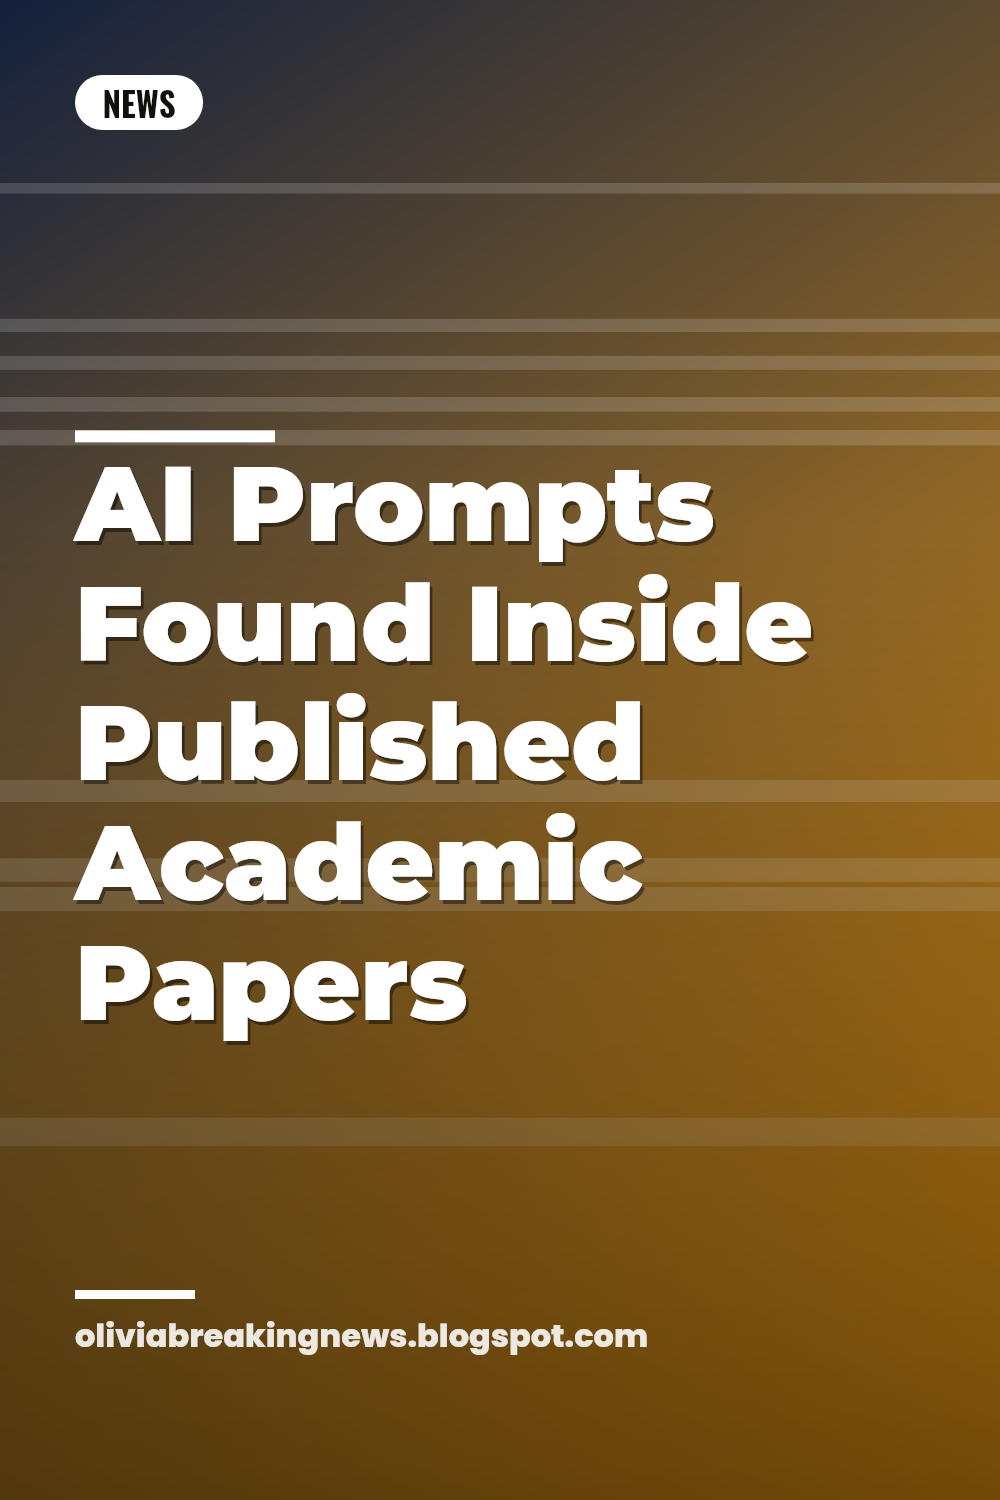 NEWS
AI Prompts
Found Inside
Published
Academic
Papers
oliviabreakingnews.blogspot.com